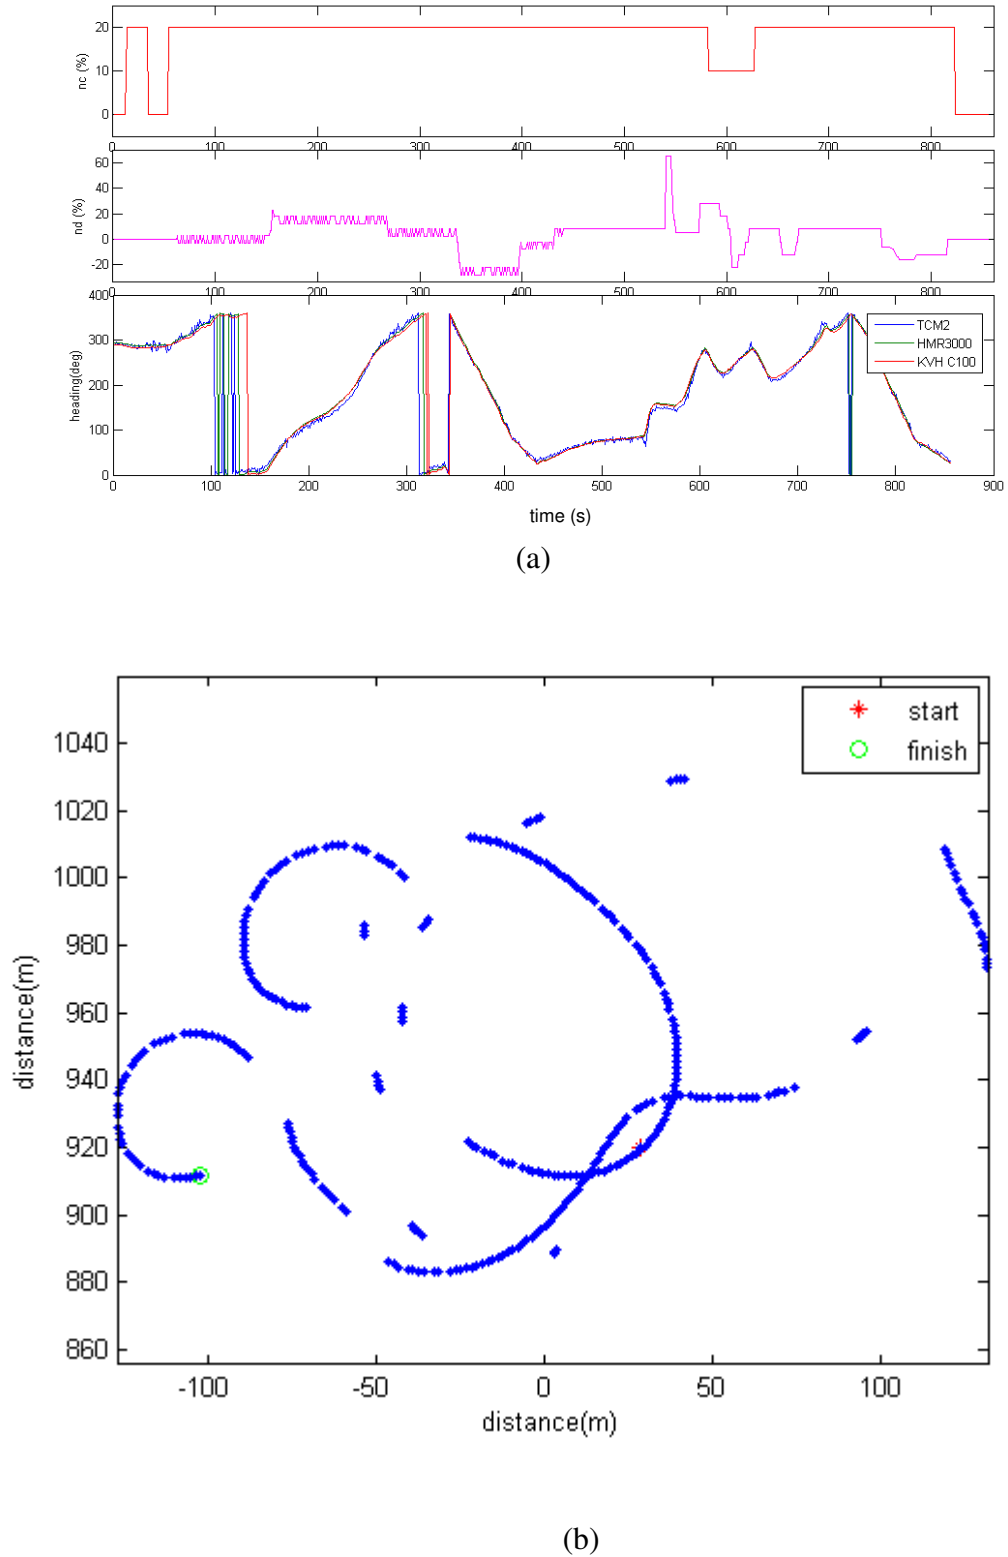 20
10
0
nc (%)
0 100 200 300 400 500 600 700 800
60
40
20
0
-20
nd (%)
0 100 200 300 400 500 600 700 800
400
300
200
100
0
heading(deg)
TCM2
HMR3000
KVH C100
0 100 200 300 400 500 600 700 800 900
time (s)
(a)
start
finish
1040
1020
1000
980
960
940
920
900
880
860
distance(m)
-100 -50 0 50 100
distance(m)
(b)